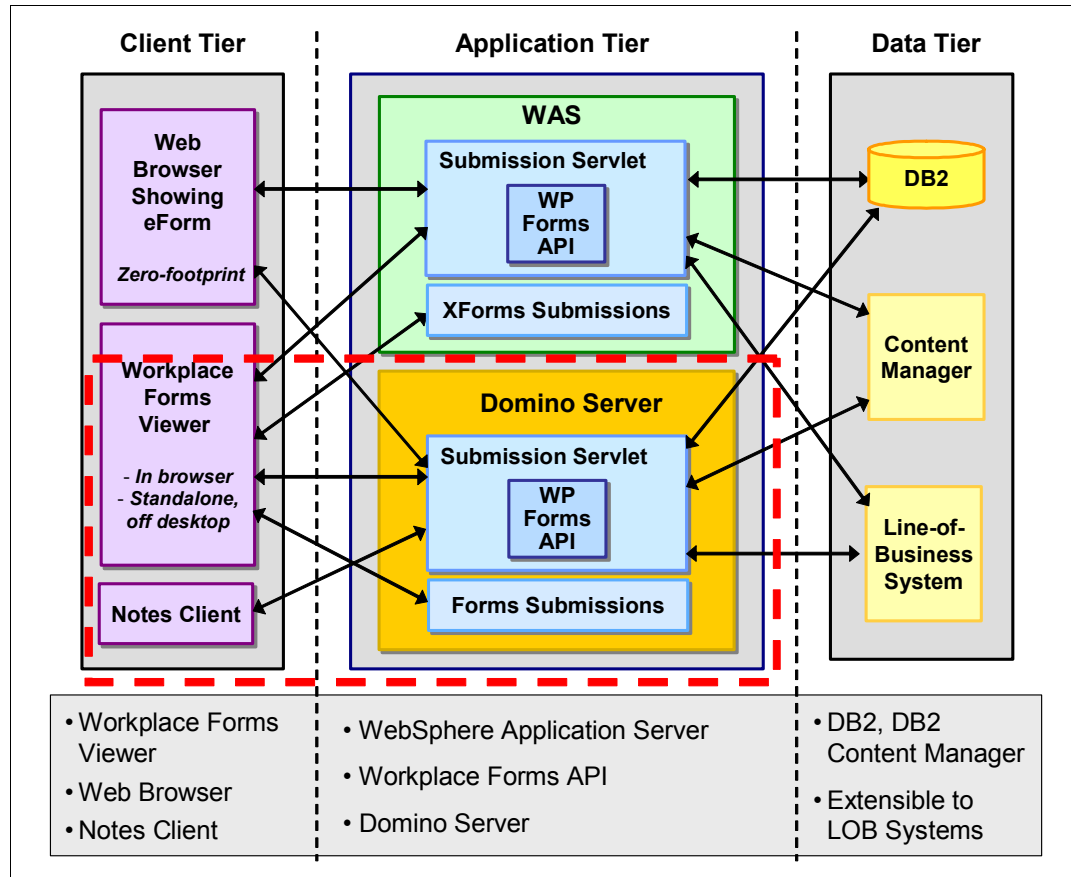 Client Tier
Application Tier
Data Tier
Web
Browser
Showing
eForm
Zero-footprint
Workplace
Forms
Viewer
- In browser
- Standalone,
off desktop
Notes Client
WAS
Submission Servlet
WP
Forms
API
XForms Submissions
Domino Server
Submission Servlet
WP
Forms
API
Forms Submissions
DB2
Content
Manager
Line-of-
Business
System
• Workplace Forms
Viewer
• Web Browser
• Notes Client
• WebSphere Application Server
• Workplace Forms API
• Domino Server
• DB2, DB2
Content Manager
• Extensible to
LOB Systems